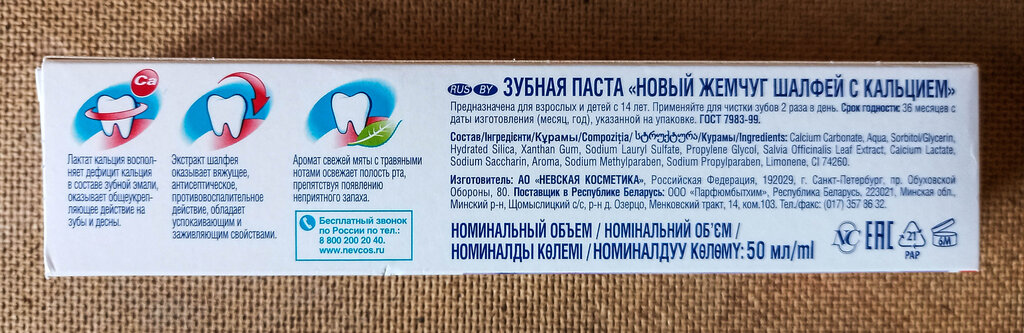 Ca
Лактат кальция воспол-
няет дефицит кальция
в составе зубной эмали,
оказывает общеукреп-
ляющее действие на
зубы и десны.
Экстракт шалфея
оказывает вяжущее,
антисептическое,
противовоспалительное
действие, обладает
успокаивающим и
заживляющим свойствами.
Аромат свежей мяты с травяными
нотами освежает полость рта,
препятствуя появлению
неприятного запаха.
Бесплатный звонок
по России по тел.:
8 800 200 20 40.
www.nevcos.ru
RUS BY ЗУБНАЯ ПАСТА «НОВЫЙ ЖЕМЧУГ ШАЛФЕЙ С КАЛЬЦИЕМ»
Предназначена для взрослых и детей с 14 лет. Применяйте для чистки зубов 2 раза в день. Срок годности: 36 месяцев с
даты изготовления (месяц, год), указанной на упаковке. ГОСТ 7983-99.
Состав/Інгредієнти/Құрамы/Compoziția/სტრუქტურა/Курамы/Ingredients: Calcium Carbonate, Aqua, Sorbitol/Glycerin,
Hydrated Silica, Xanthan Gum, Sodium Lauryl Sulfate, Propylene Glycol, Salvia Officinalis Leaf Extract, Calcium Lactate,
Sodium Saccharin, Aroma, Sodium Methylparaben, Sodium Propylparaben, Limonene, CI 74260.
Изготовитель: АО «НЕВСКАЯ КОСМЕТИКА», Российская Федерация, 192029, г. Санкт-Петербург, пр. Обуховской
Обороны, 80. Поставщик в Республике Беларусь: ООО «Парфюмбытхим», Республика Беларусь, 223021, Минская обл.,
Минский р-н, Щомыслицкий с/с, р-н д. Озерцо, Менковский тракт, 14, ком.103. Тел./факс: (017) 357 86 32.
НОМИНАЛЬНЫЙ ОБЪЕМ / НОМІНАЛЬНИЙ ОБ'ЄМ /
НОМИНАЛДЫ КӨЛЕМІ / НОМИНАЛДУУ КӨЛӨМҮ: 50 мл/ml
EAC
21
PAP
6M